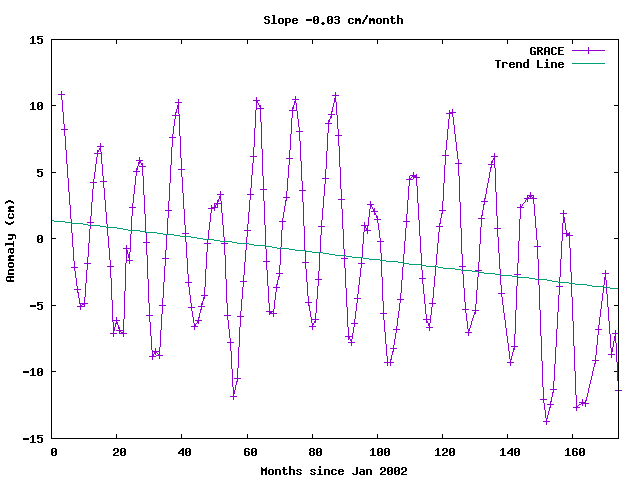 Slope -0.03 cm/month
GRACE
Trend Line
Anomaly (cm)
15
10
5
0
-5
-10
-15
0 20 40 60 80 100 120 140 160
Months since Jan 2002